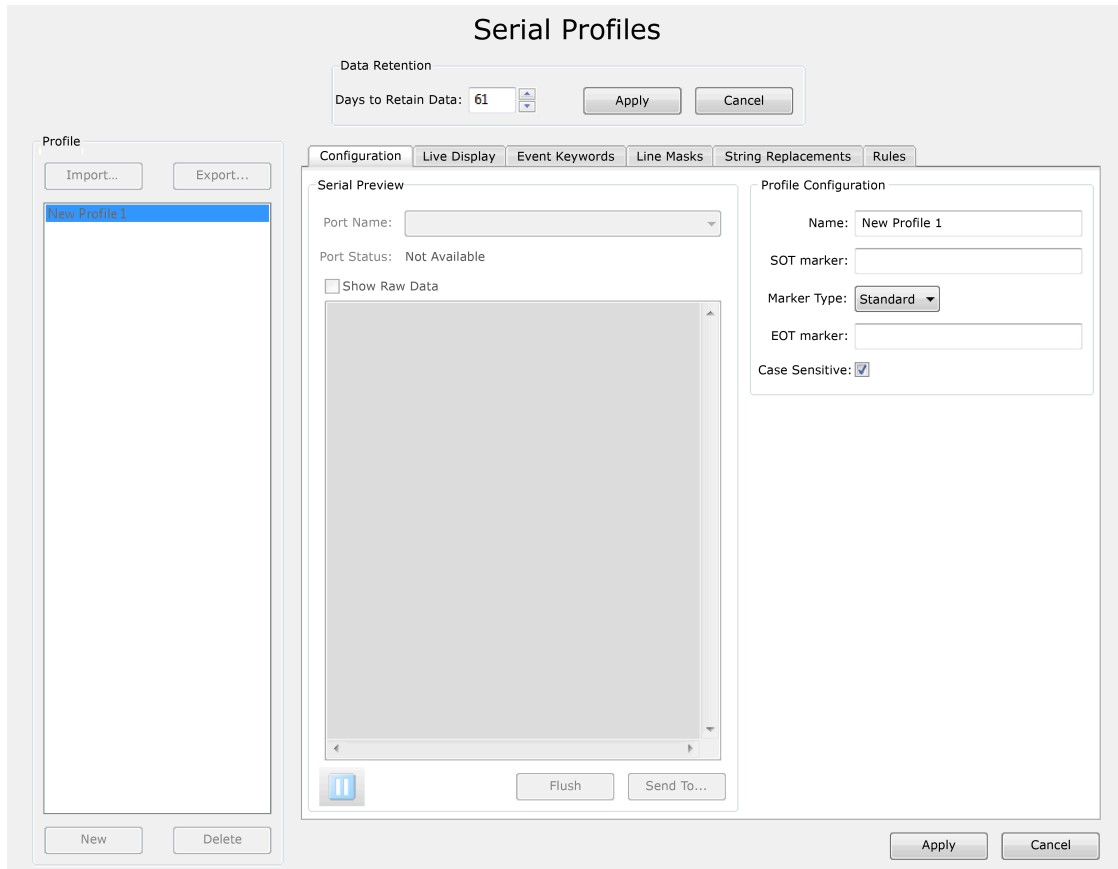 Serial Profiles
Data Retention
Days to Retain Data: 61 Apply Cancel
Profile
Import... Export...
New Profile 1
New Delete
Configuration Live Display Event Keywords Line Masks String Replacements Rules
Serial Preview
Port Name:
Port Status: Not Available
Show Raw Data
Flush Send To...
Profile Configuration
Name: New Profile 1
SOT marker:
Marker Type: Standard
EOT marker:
Case Sensitive:
Apply Cancel